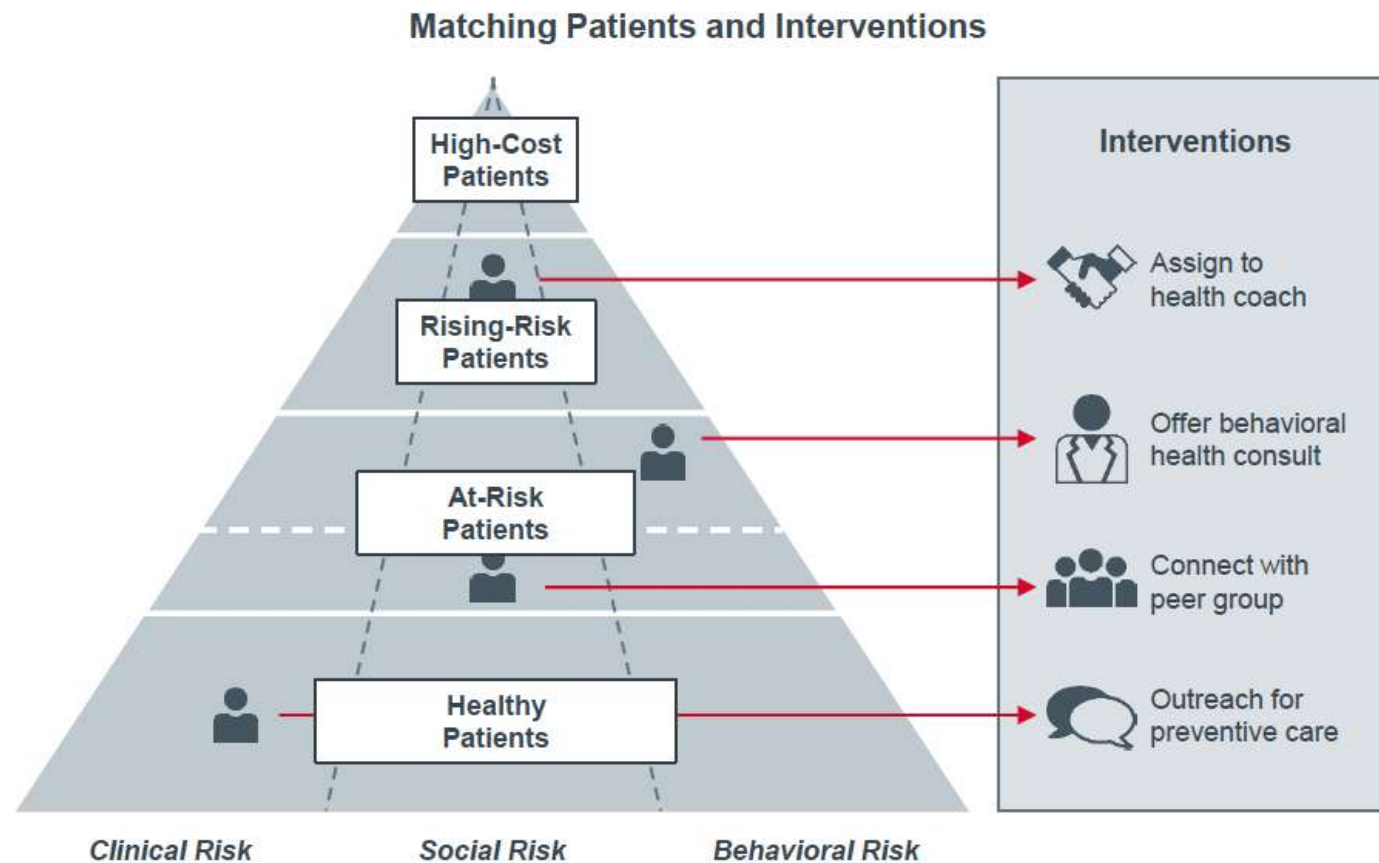 Matching Patients and Interventions
High-Cost
Patients
Rising-Risk
Patients
At-Risk
Patients
Healthy
Patients
Clinical Risk
Social Risk
Behavioral Risk
Interventions
Assign to
health coach
Offer behavioral
health consult
Connect with
peer group
Outreach for
preventive care